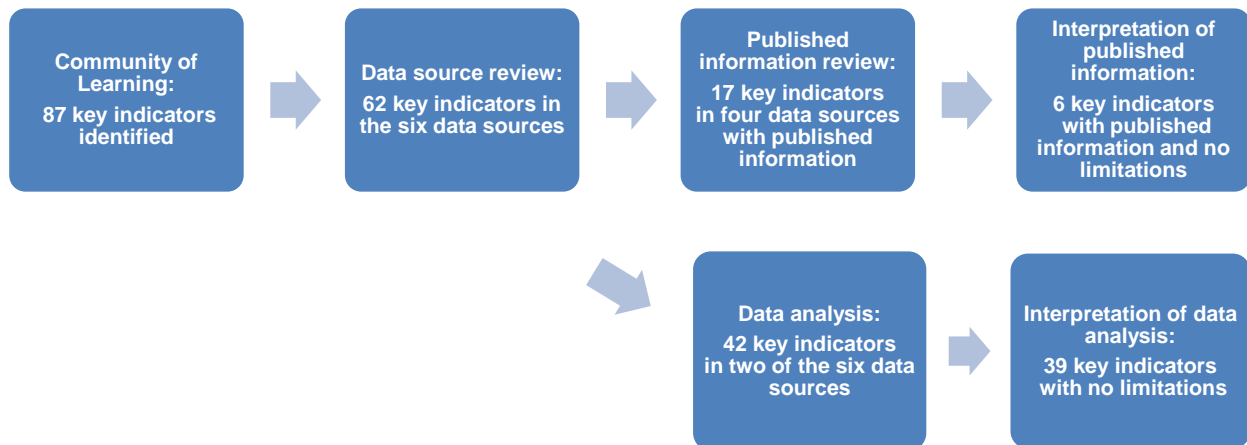 Community of
Learning:
87 key indicators
identified
Data source review:
62 key indicators in
the six data sources
Published
information review:
17 key indicators
in four data sources
with published
information
Interpretation of
published
information:
6 key indicators
with published
information and no
limitations
Data analysis:
42 key indicators
in two of the six data
sources
Interpretation of data
analysis:
39 key indicators
with no limitations